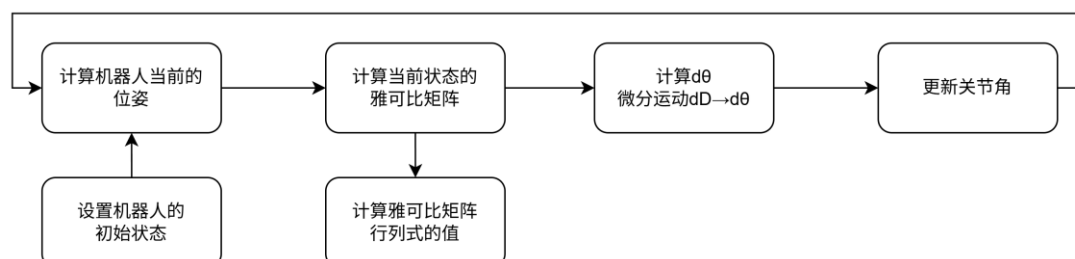 计算机器人当前的
位姿
计算当前状态的
雅可比矩阵
计算dθ
微分运动dD→dθ
更新关节角
设置机器人的
初始状态
计算雅可比矩阵
行列式的值